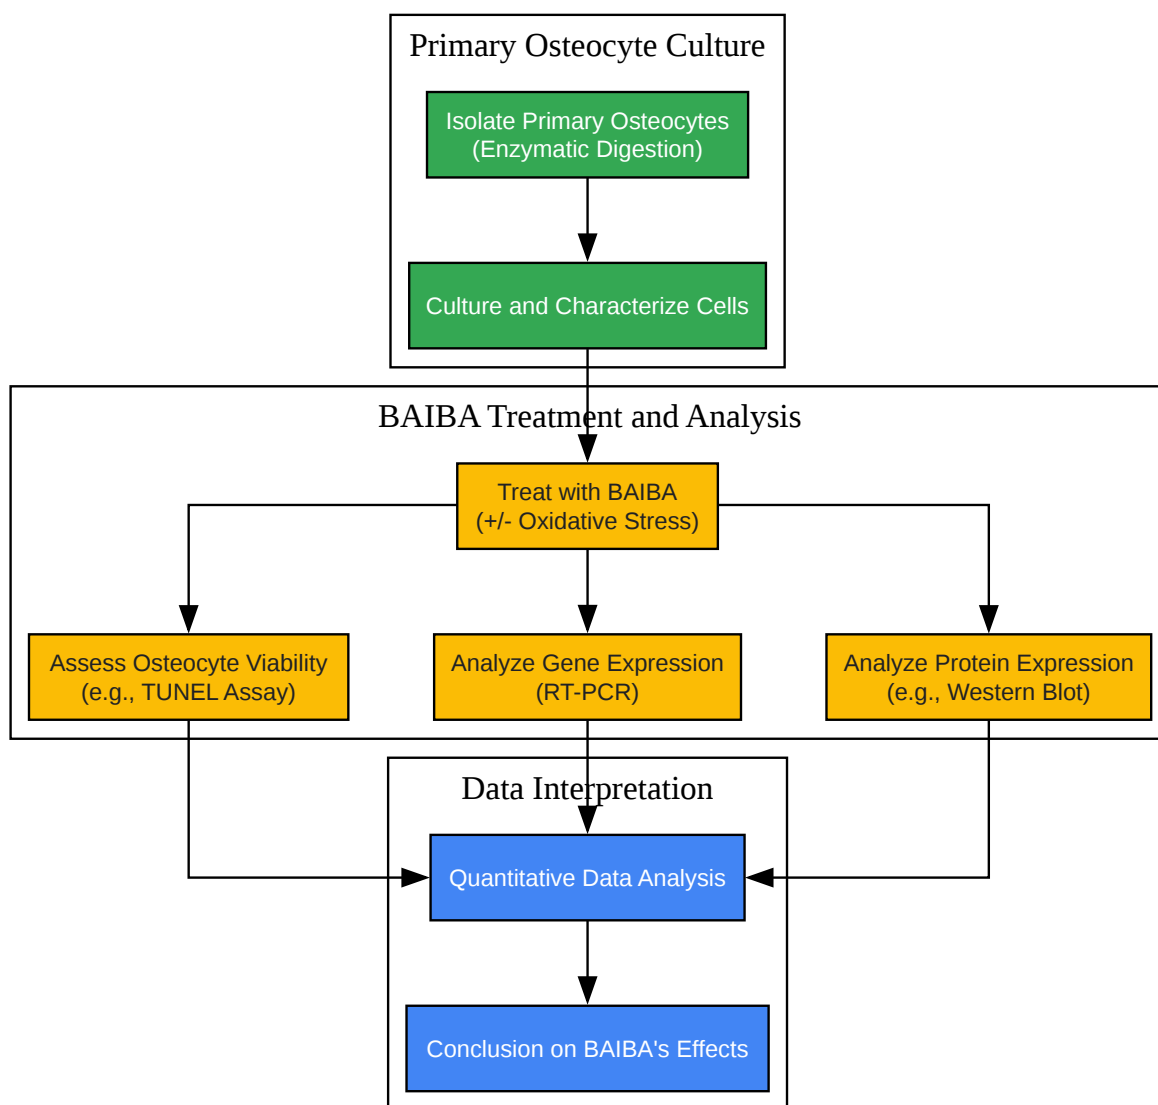 Primary Osteocyte Culture
Isolate Primary Osteocytes
(Enzymatic Digestion)
Culture and Characterize Cells
BAIBA Treatment and Analysis
Treat with BAIBA
(+/- Oxidative Stress)
Assess Osteocyte Viability
(e.g., TUNEL Assay)
Analyze Gene Expression
(RT-PCR)
Analyze Protein Expression
(e.g., Western Blot)
Data Interpretation
Quantitative Data Analysis
Conclusion on BAIBA's Effects